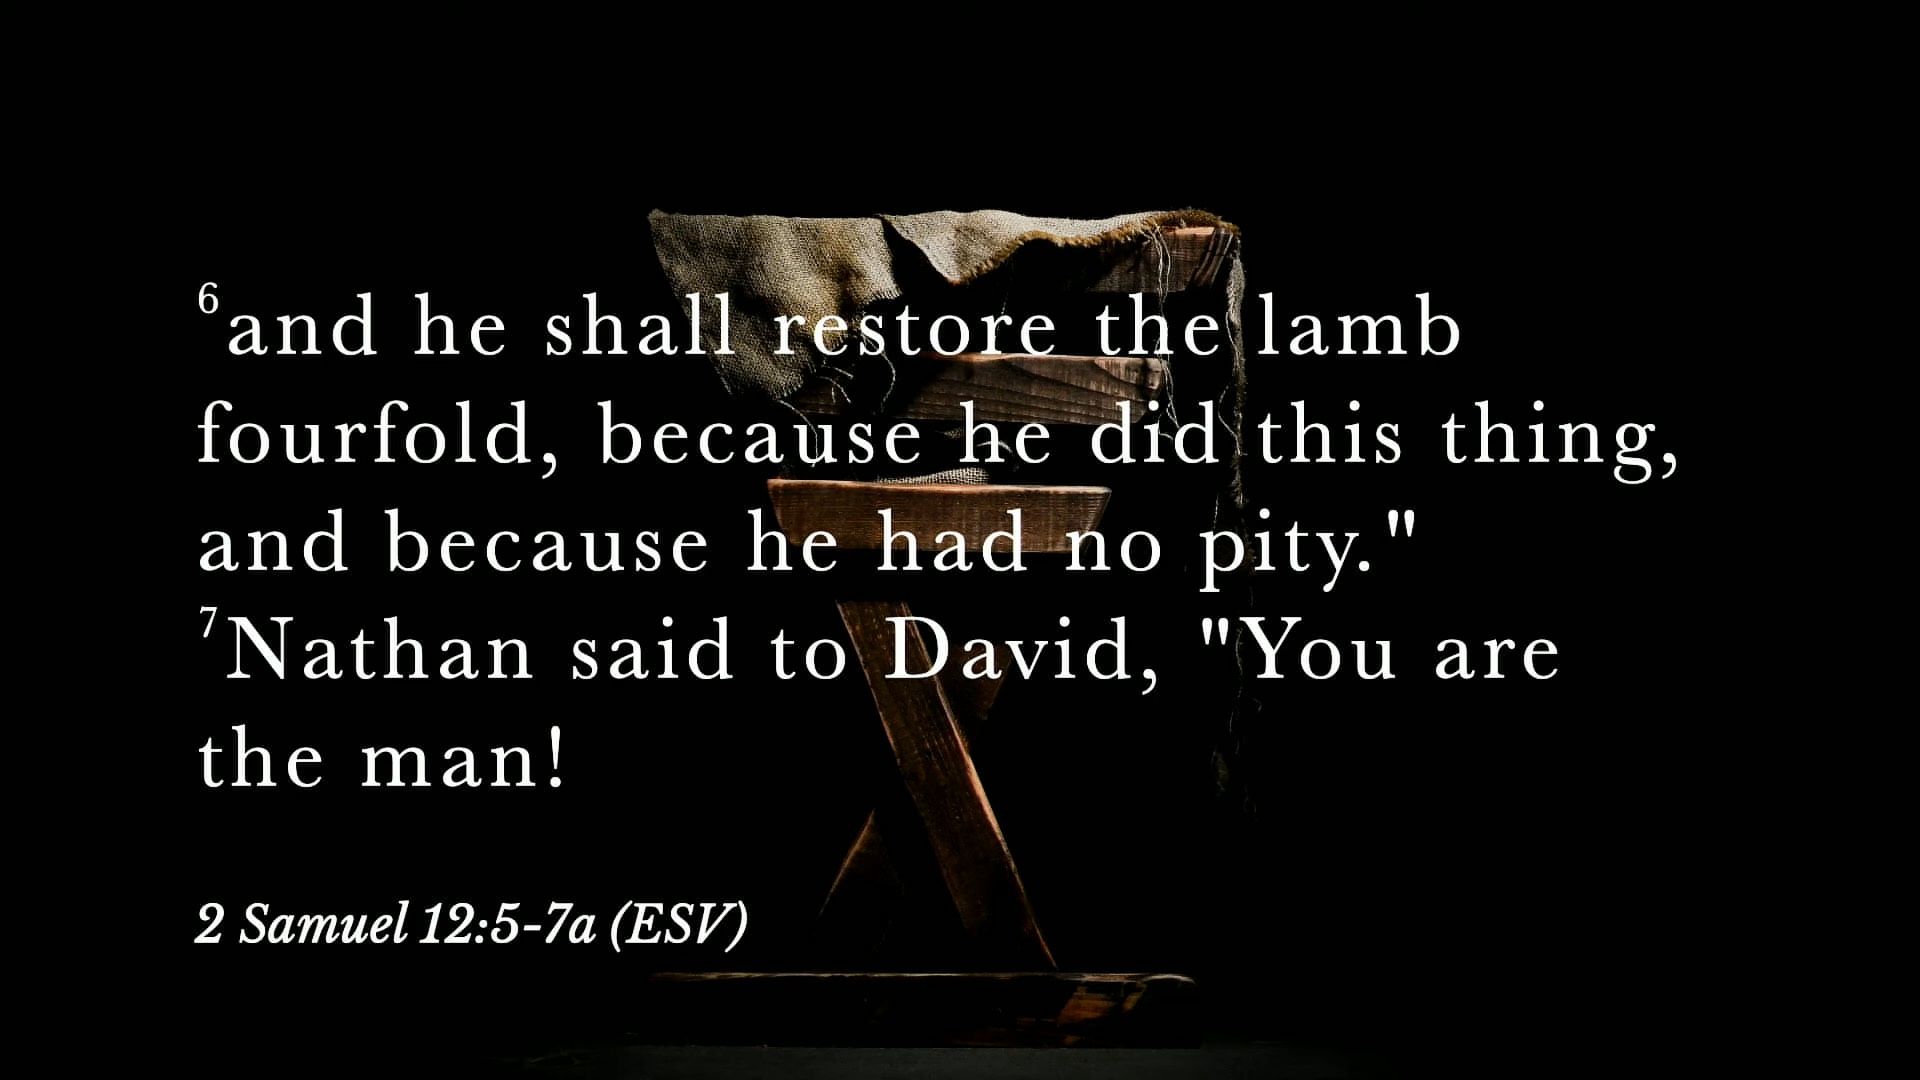 6and he shall restore the lamb
fourfold, because he did this thing,
and because he had no pity."
7Nathan said to David, "You are
the man!
2 Samuel 12:5-7a (ESV)